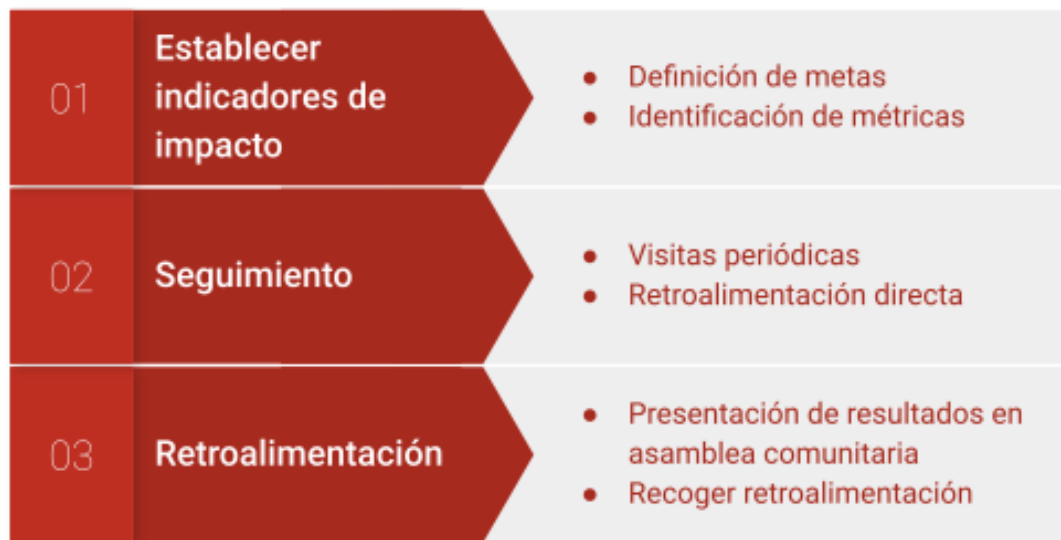 01
Establecer
indicadores de
impacto
● Definición de metas
● Identificación de métricas
02
Seguimiento
● Visitas periódicas
● Retroalimentación directa
03
Retroalimentación
● Presentación de resultados en
asamblea comunitaria
● Recoger retroalimentación